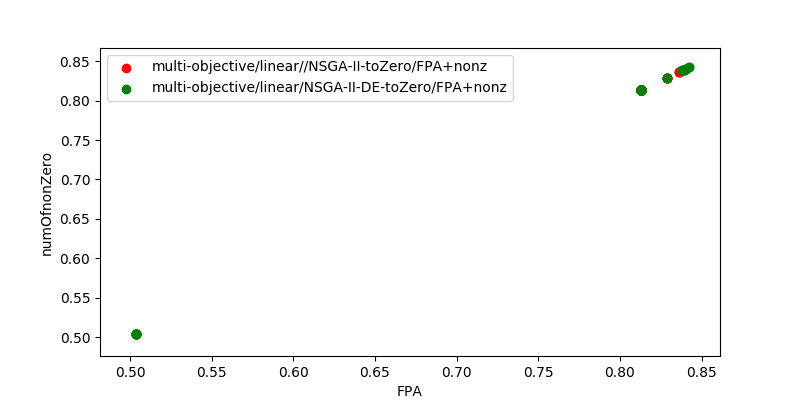 multi-objective/linear//NSGA-II-toZero/FPA+nonz
multi-objective/linear/NSGA-II-DE-toZero/FPA+nonz
0.85
0.80
0.75
0.70
0.65
0.60
0.55
0.50
numOfnonZero
0.50 0.55 0.60 0.65 0.70 0.75 0.80 0.85
FPA